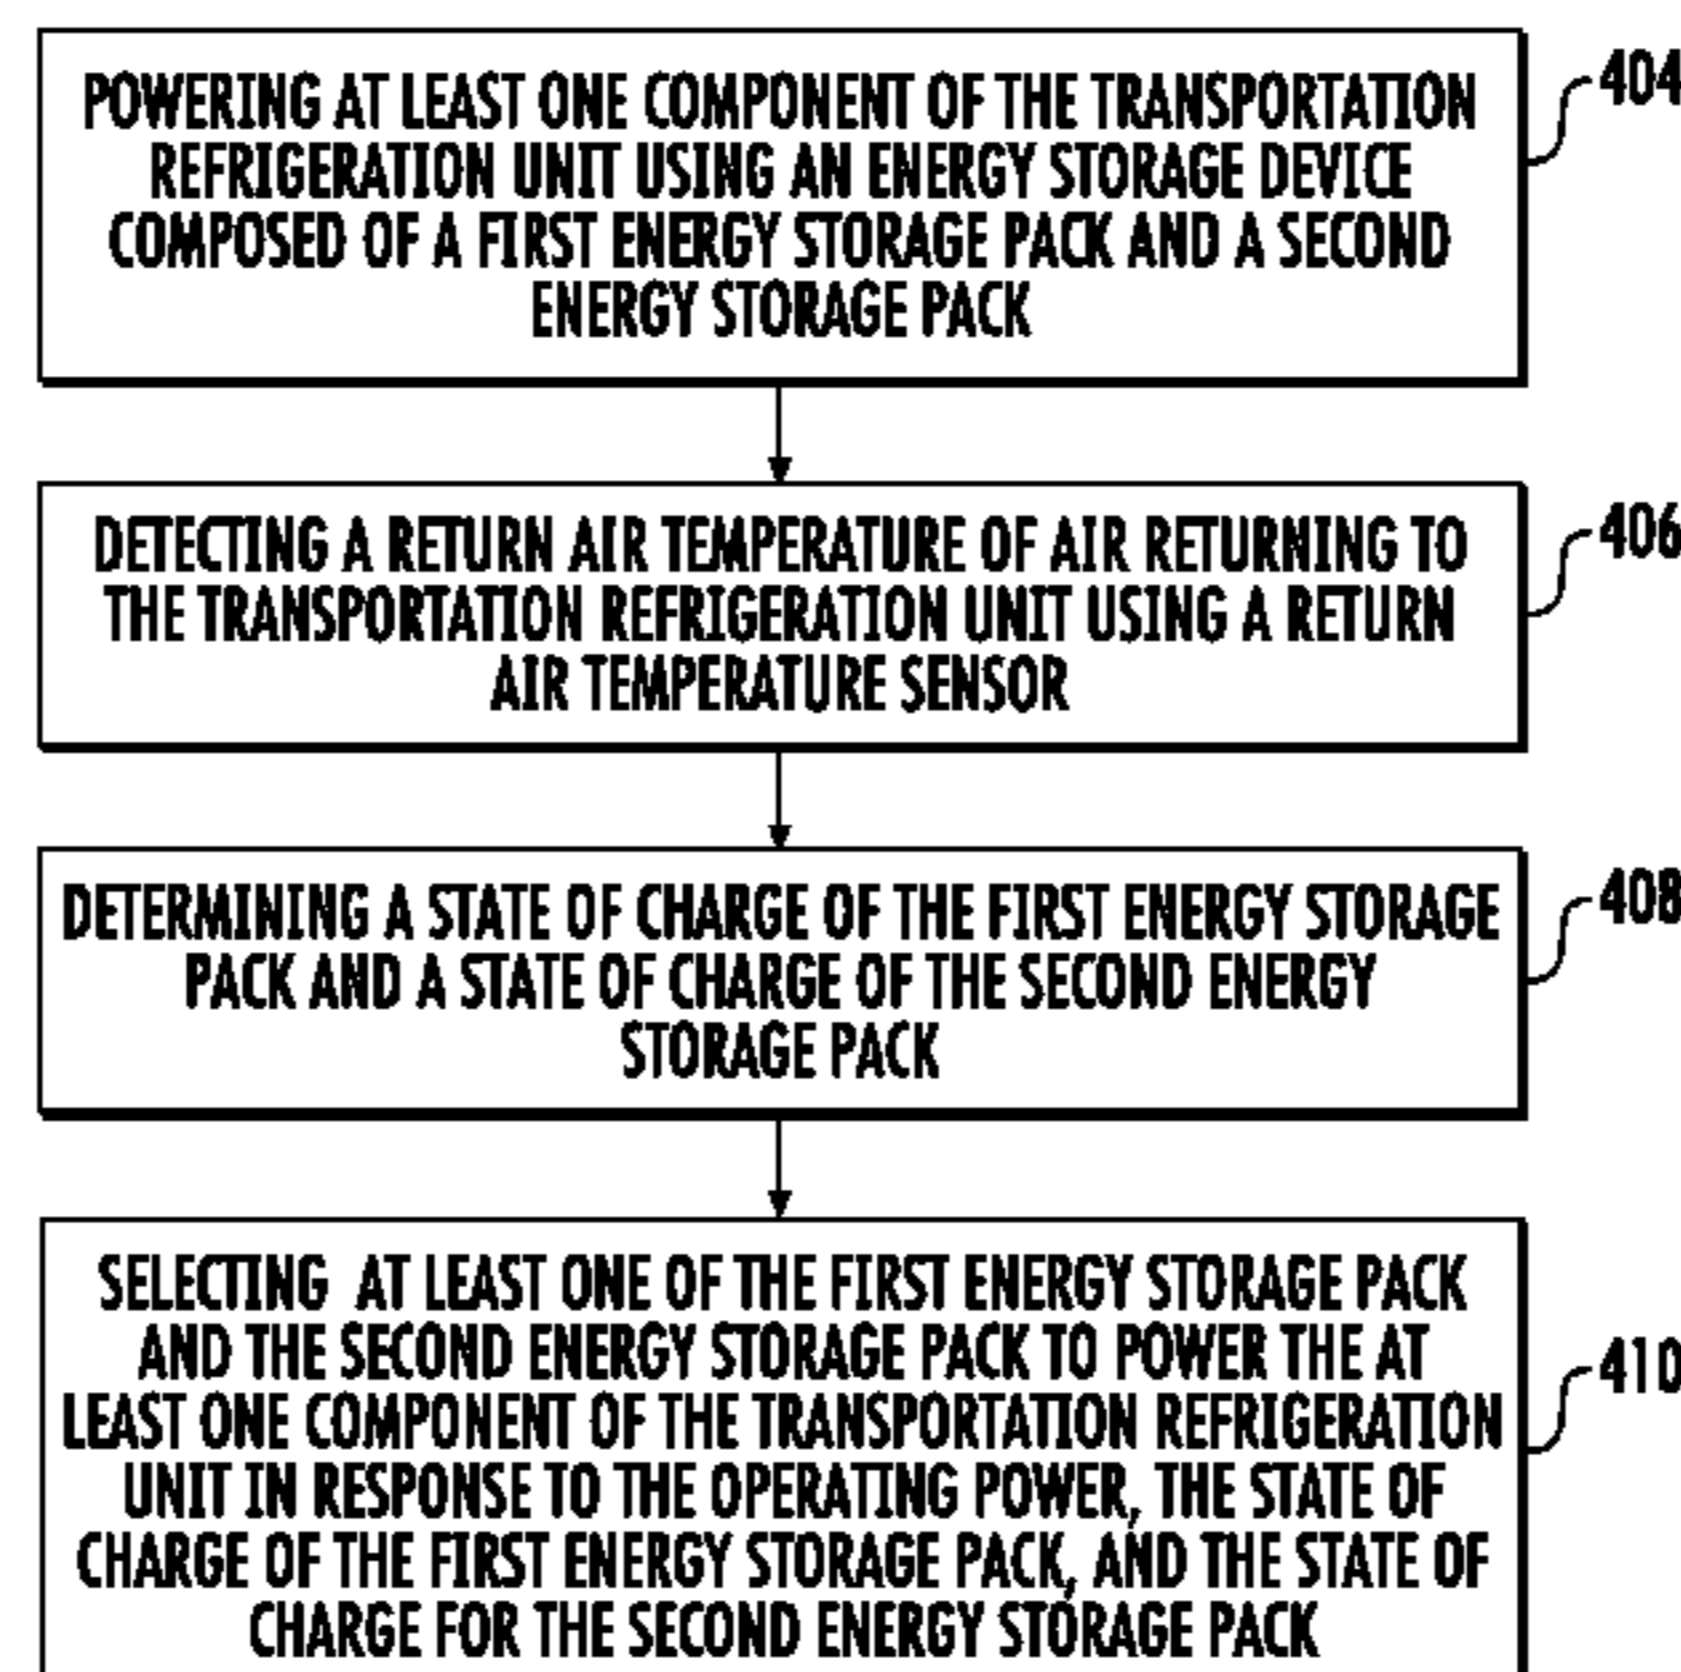 POWERING AT LEAST ONE COMPONENT OF THE TRANSPORTATION
REFRIGERATION UNIT USING AN ENERGY STORAGE DEVICE
COMPOSED OF A FIRST ENERGY STORAGE PACK AND A SECOND
ENERGY STORAGE PACK
404
DETECTING A RETURN AIR TEMPERATURE OF AIR RETURNING TO
THE TRANSPORTATION REFRIGERATION UNIT USING A RETURN
AIR TEMPERATURE SENSOR
406
DETERMINING A STATE OF CHARGE OF THE FIRST ENERGY STORAGE
PACK AND A STATE OF CHARGE OF THE SECOND ENERGY
STORAGE PACK
408
SELECTING AT LEAST ONE OF THE FIRST ENERGY STORAGE PACK
AND THE SECOND ENERGY STORAGE PACK TO POWER THE AT
LEAST ONE COMPONENT OF THE TRANSPORTATION REFRIGERATION
UNIT IN RESPONSE TO THE OPERATING POWER, THE STATE OF
CHARGE OF THE FIRST ENERGY STORAGE PACK, AND THE STATE OF
CHARGE FOR THE SECOND ENERGY STORAGE PACK
410